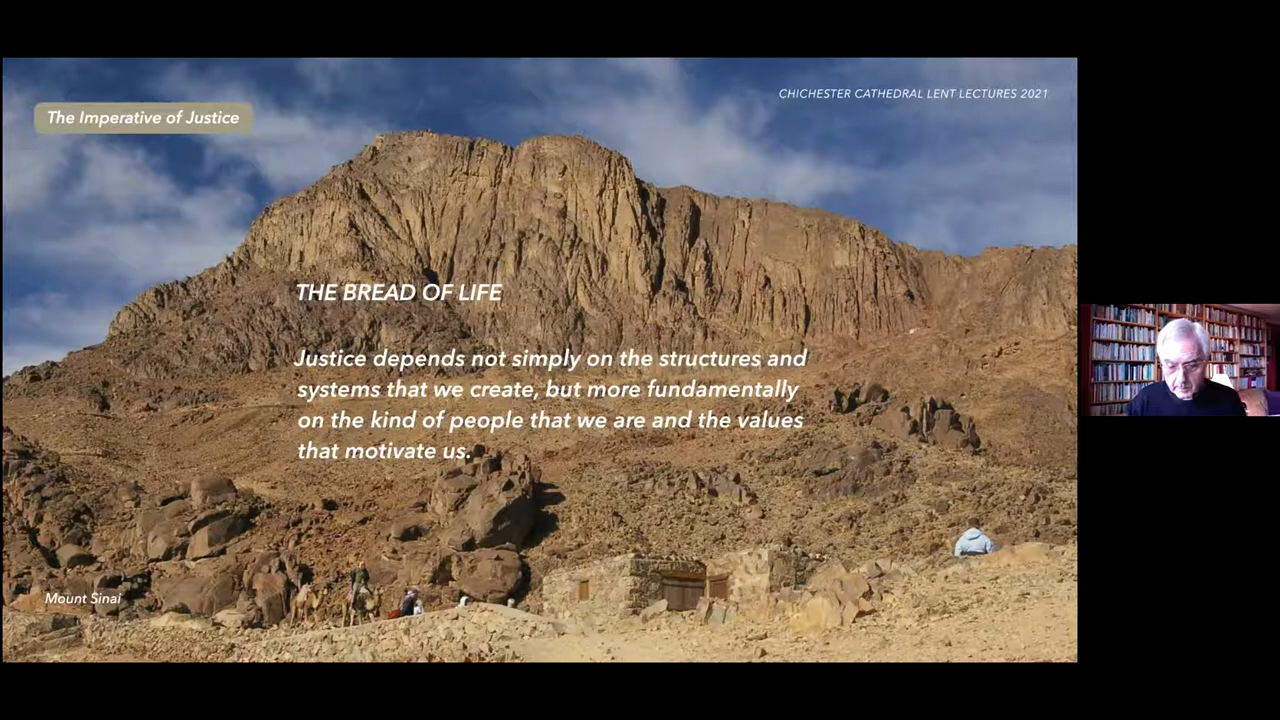 The Imperative of Justice
CHICHESTER CATHEDRAL LENT LECTURES 2021
THE BREAD OF LIFE
Justice depends not simply on the structures and
systems that we create, but more fundamentally
on the kind of people that we are and the values
that motivate us.
Mount Sinai